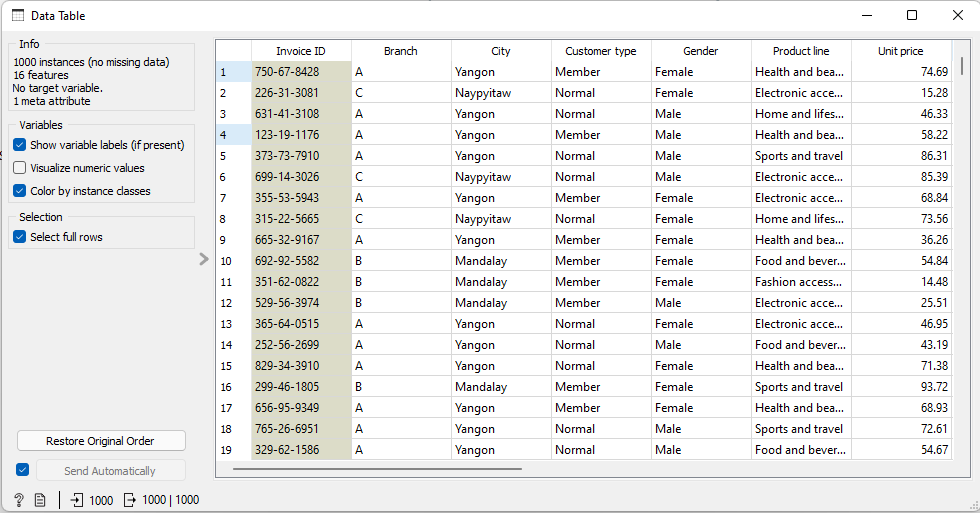 Data Table
Info
1000 instances (no missing data)
16 features
No target variable.
1 meta attribute
Variables
Show variable labels (if present)
Visualize numeric values
Color by instance classes
Selection
Select full rows
Restore Original Order
Send Automatically
1000 1000 | 1000
Invoice ID Branch City Customer type Gender Product line Unit price
1 750-67-8428 A Yangon Member Female Health and bea... 74.69
2 226-31-3081 C Naypyitaw Normal Female Electronic acce... 15.28
3 631-41-3108 A Yangon Normal Male Home and lifes... 46.33
4 123-19-1176 A Yangon Member Male Health and bea... 58.22
5 373-73-7910 A Yangon Normal Male Sports and travel 86.31
6 699-14-3026 C Naypyitaw Normal Male Electronic acce... 85.39
7 355-53-5943 A Yangon Member Female Electronic acce... 68.84
8 315-22-5665 C Naypyitaw Normal Female Home and lifes... 73.56
9 665-32-9167 A Yangon Member Female Health and bea... 36.26
10 692-92-5582 B Mandalay Member Female Food and bever... 54.84
11 351-62-0822 B Mandalay Member Female Fashion access... 14.48
12 529-56-3974 B Mandalay Member Male Electronic acce... 25.51
13 365-64-0515 A Yangon Normal Female Electronic acce... 46.95
14 252-56-2699 A Yangon Normal Male Food and bever... 43.19
15 829-34-3910 A Yangon Normal Female Health and bea... 71.38
16 299-46-1805 B Mandalay Member Female Sports and travel 93.72
17 656-95-9349 A Yangon Member Female Health and bea... 68.93
18 765-26-6951 A Yangon Normal Male Sports and travel 72.61
19 329-62-1586 A Yangon Normal Male Food and bever... 54.67